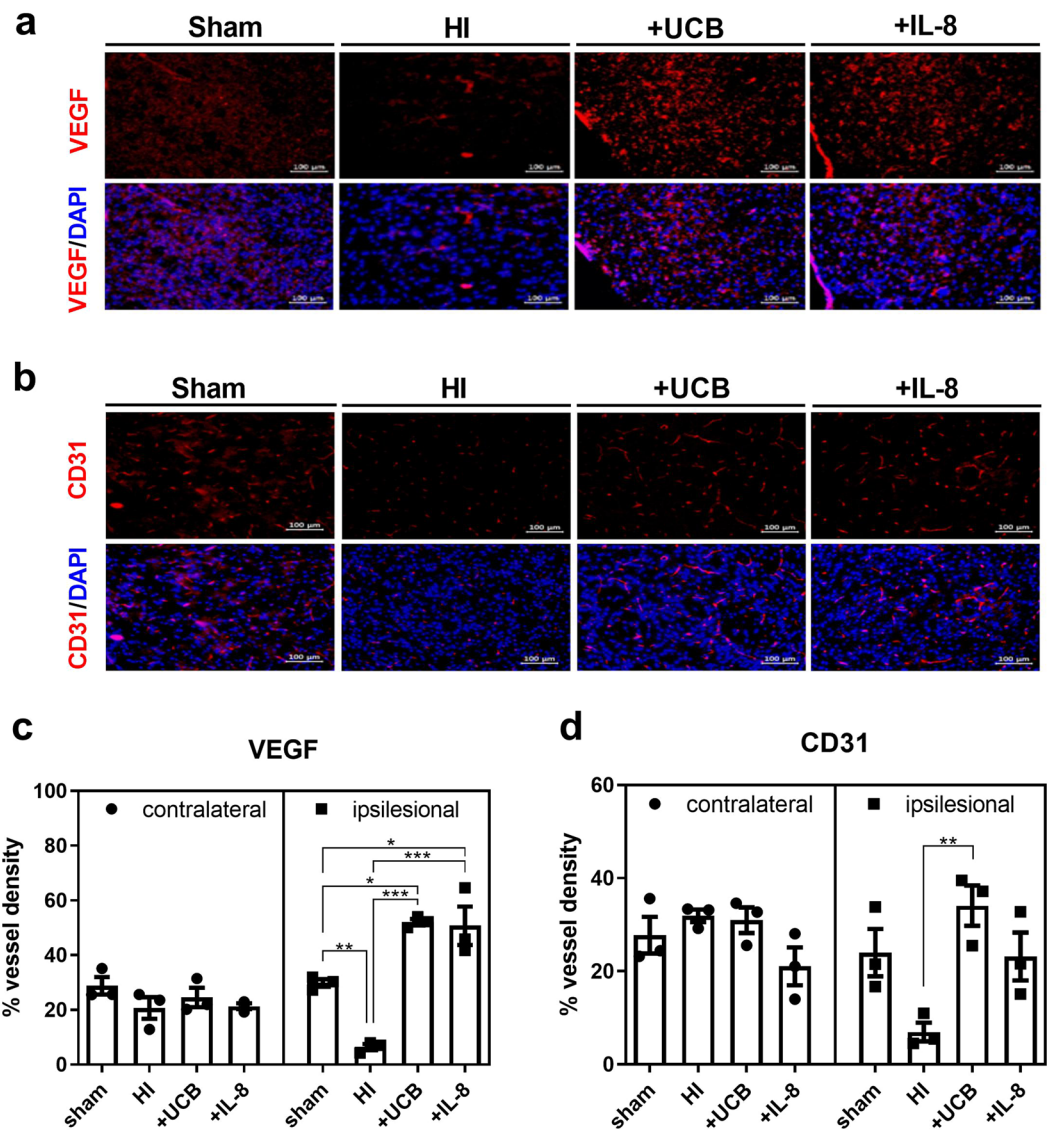 a
Sham HI +UCB +IL-8
VEGF
100 μm 100 μm 100 μm 100 μm
VEGF/DAPI
100 μm 100 μm 100 μm 100 μm
b
Sham HI +UCB +IL-8
CD31
100 μm 100 μm 100 μm 100 μm
CD31/DAPI
100 μm 100 μm 100 μm 100 μm
c
VEGF
% vessel density
100
80
60
40
20
0
contralateral ipsilesional
*
***
*
***
**
sham HI +UCB +IL-8 sham HI +UCB +IL-8
d
CD31
% vessel density
60
40
20
0
contralateral ipsilesional
**
sham HI +UCB +IL-8 sham HI +UCB +IL-8